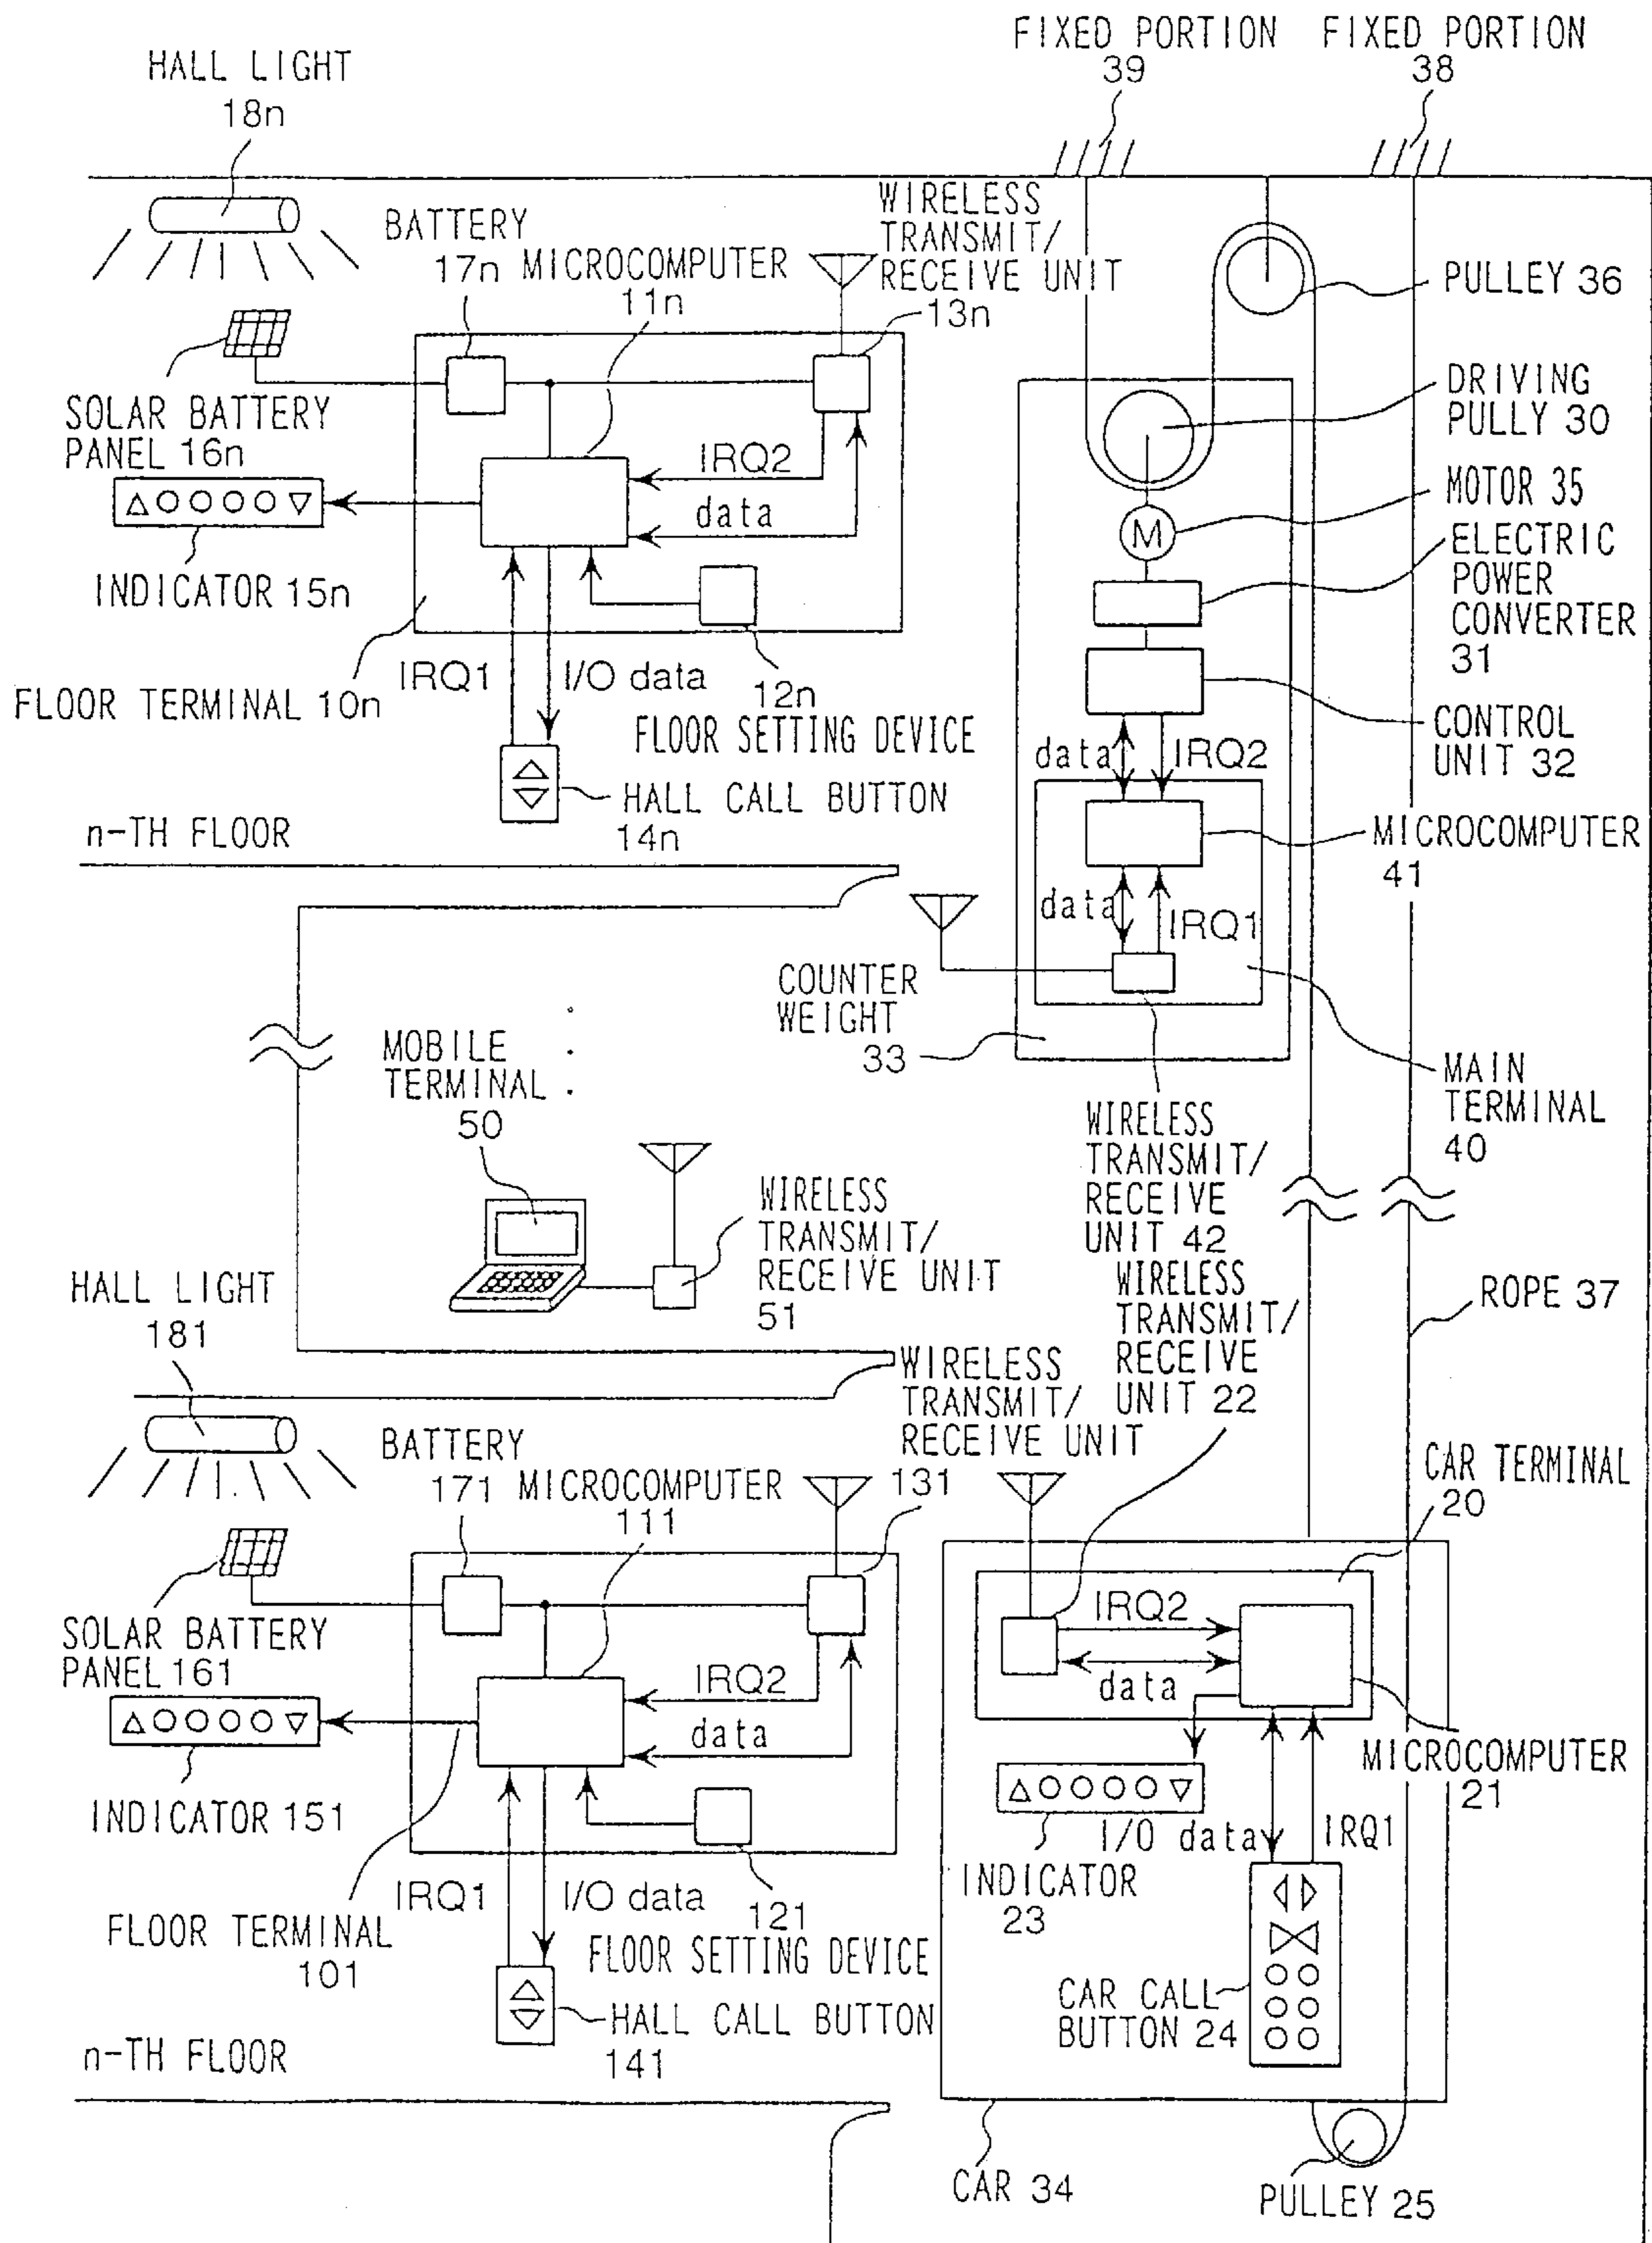 FIXED PORTION
39
FIXED PORTION
38
HALL LIGHT
18n
BATTERY
17n
MICROCOMPUTER
11n
WIRELESS
TRANSMIT/
RECEIVE UNIT
13n
PULLEY 36
SOLAR BATTERY
PANEL 16n
IRQ2
data
DRIVING
PULLY 30
MOTOR 35
M
ELECTRIC
POWER
CONVERTER
31
INDICATOR 15n
FLOOR TERMINAL 10n
IRQ1
I/O data
12n
FLOOR SETTING DEVICE
CONTROL
UNIT 32
data
IRQ2
HALL CALL BUTTON
14n
n-TH FLOOR
MICROCOMPUTER
41
data
IRQ1
COUNTER
WEIGHT
33
MAIN
TERMINAL
40
MOBILE
TERMINAL
50
WIRELESS
TRANSMIT/
RECEIVE
UNIT 42
WIRELESS
TRANSMIT/
RECEIVE UNIT
51
ROPE 37
HALL LIGHT
181
WIRELESS
TRANSMIT/
RECEIVE
UNIT 22
WIRELESS
TRANSMIT/
RECEIVE UNIT
131
BATTERY
171
MICROCOMPUTER
111
CAR TERMINAL
20
SOLAR BATTERY
PANEL 161
IRQ2
data
IRQ2
data
INDICATOR 151
MICROCOMPUTER
21
I/O data
IRQ1
INDICATOR
23
FLOOR TERMINAL
101
IRQ1
I/O data
121
FLOOR SETTING DEVICE
HALL CALL BUTTON
141
CAR CALL
BUTTON 24
n-TH FLOOR
CAR 34
PULLEY 25